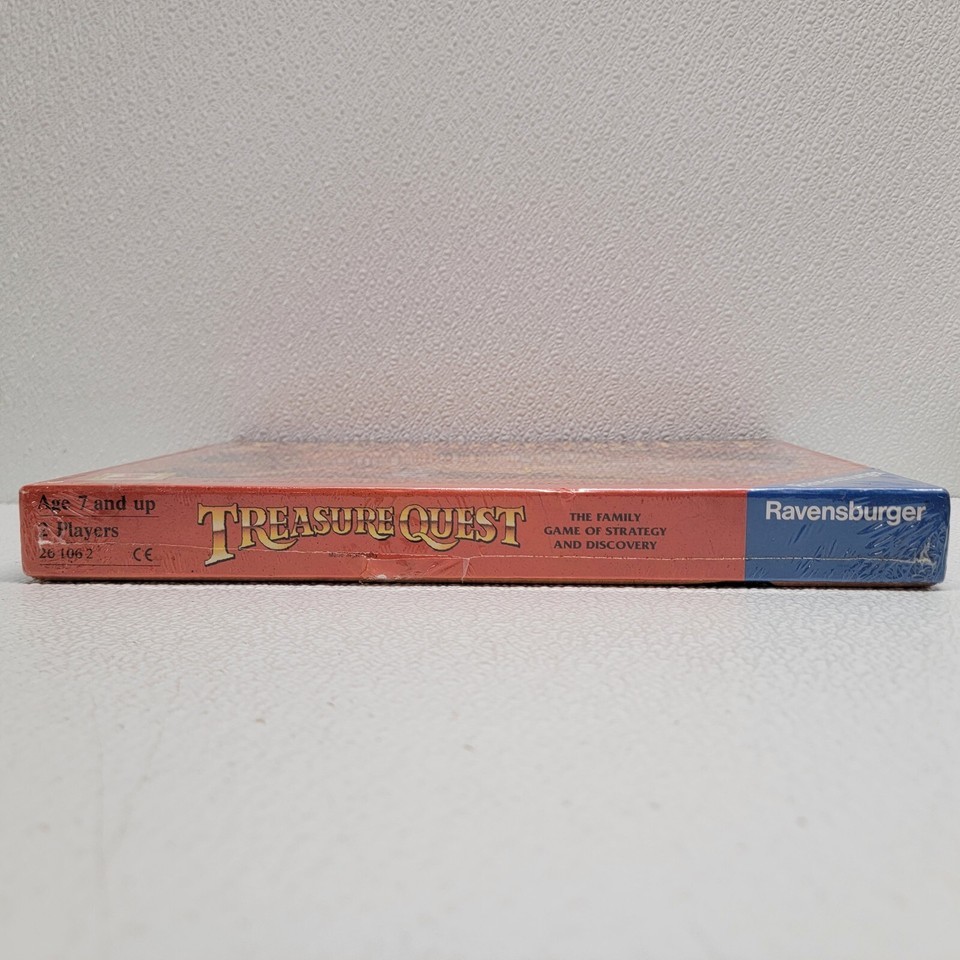 Age 7 and up
2 Players
26 106 2 CE
TREASURE QUEST
THE FAMILY
GAME OF STRATEGY
AND DISCOVERY
Ravensburger